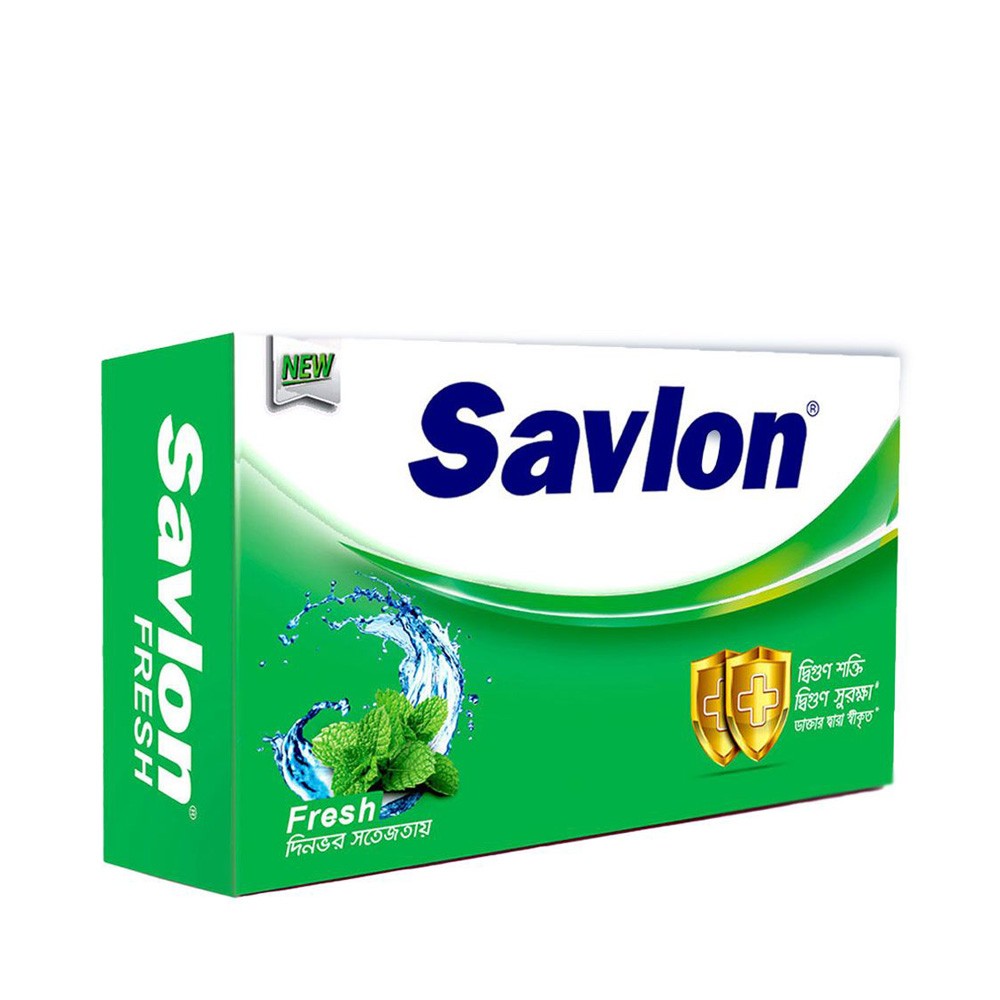 NEW
Savlon®
Savlon®
FRESH
দ্বিগুণ শক্তি
দ্বিগুণ সুরক্ষা*
ডাক্তার দ্বারা স্বীকৃত*
Fresh
দিনভর সতেজতায়